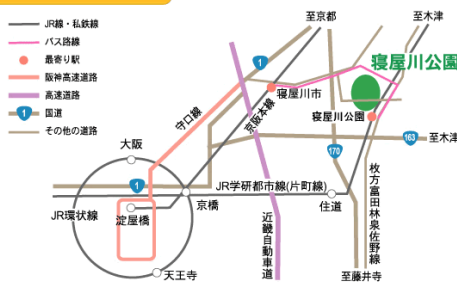 JR線・私鉄線
バス路線
最寄り駅
阪神高速道路
高速道路
1 国道
その他の道路
至京都
至木津
1
寝屋川公園
寝屋川市
寝屋川公園
守口線
京阪本線
163
至木津
170
大阪
1
JR学研都市線(片町線)
京橋
住道
JR環状線
淀屋橋
天王寺
近畿自動車道
枚方富田林泉佐野線
至藤井寺